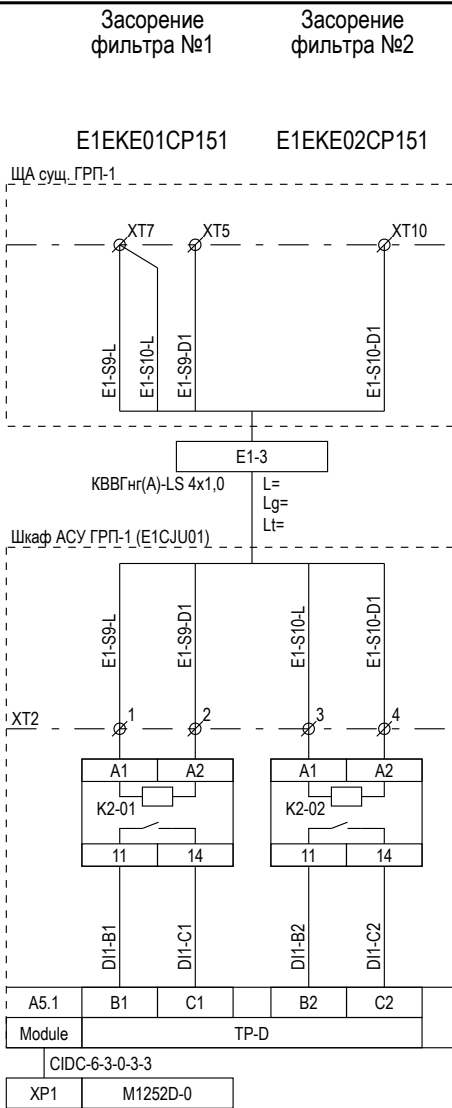 Засорение фильтра №1
Засорение фильтра №2
E1EKE01CP151 E1EKE02CP151
ЩА сущ. ГРП-1
XT7 XT5 XT10
E1-S9-L E1-S10-L E1-S9-D1 E1-S10-D1
E1-3
КВВГнг(А)-LS 4x1,0 L=
Lg=
Lt=
Шкаф АСУ ГРП-1 (E1CJU01)
E1-S9-L E1-S9-D1 E1-S10-L E1-S10-D1
XT2 1 2 3 4
A1 A2 A1 A2
K2-01 K2-02
11 14 11 14
DI1-B1 DI1-C1 DI1-B2 DI1-C2
A5.1 B1 C1 B2 C2
Module TP-D
CIDC-6-3-0-3-3
XP1 M1252D-0